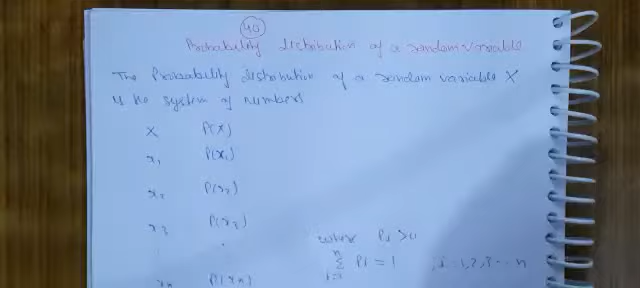 40
Probability distribution of a random variable
The Probability distribution of a random variable X
is the system of numbers
X P(X)
x₁ P(x₁)
x₂ P(x₂)
x₃ P(x₃)
where Pi > 0
n
Σ Pi = 1 , i = 1, 2, 3 ... n
i=1
xn P(xn)